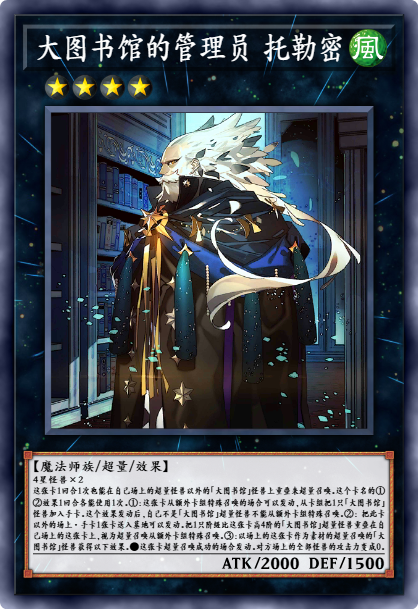 大图书馆的管理员 托勒密
風
【魔法师族/超量/效果】
4星怪兽×2
这张卡1回合1次也能在自己场上的超量怪兽以外的「大图书馆」怪兽上重叠来超量召唤。这个卡名的①
②效果1回合各能使用1次。①:这张卡从额外卡组特殊召唤的场合可以发动,从卡组把1只「大图书
馆」怪兽加入手卡。这个效果发动后,自己不是「大图书馆」超量怪兽不能从额外卡组特殊召唤。②:把此卡
以外的场上·手卡1张卡送入墓地可以发动。把1只阶级比这张卡高4阶的「大图书馆」超量怪兽重叠在自
己场上的这张卡上,视为超量召唤从额外卡组特殊召唤。③:以场上的这张卡作为素材的超量召唤的「大
图书馆」怪兽获得以下效果。●这张卡超量召唤成功的场合发动。对方场上的全部怪兽的攻击力变成0。
ATK/2000 DEF/1500